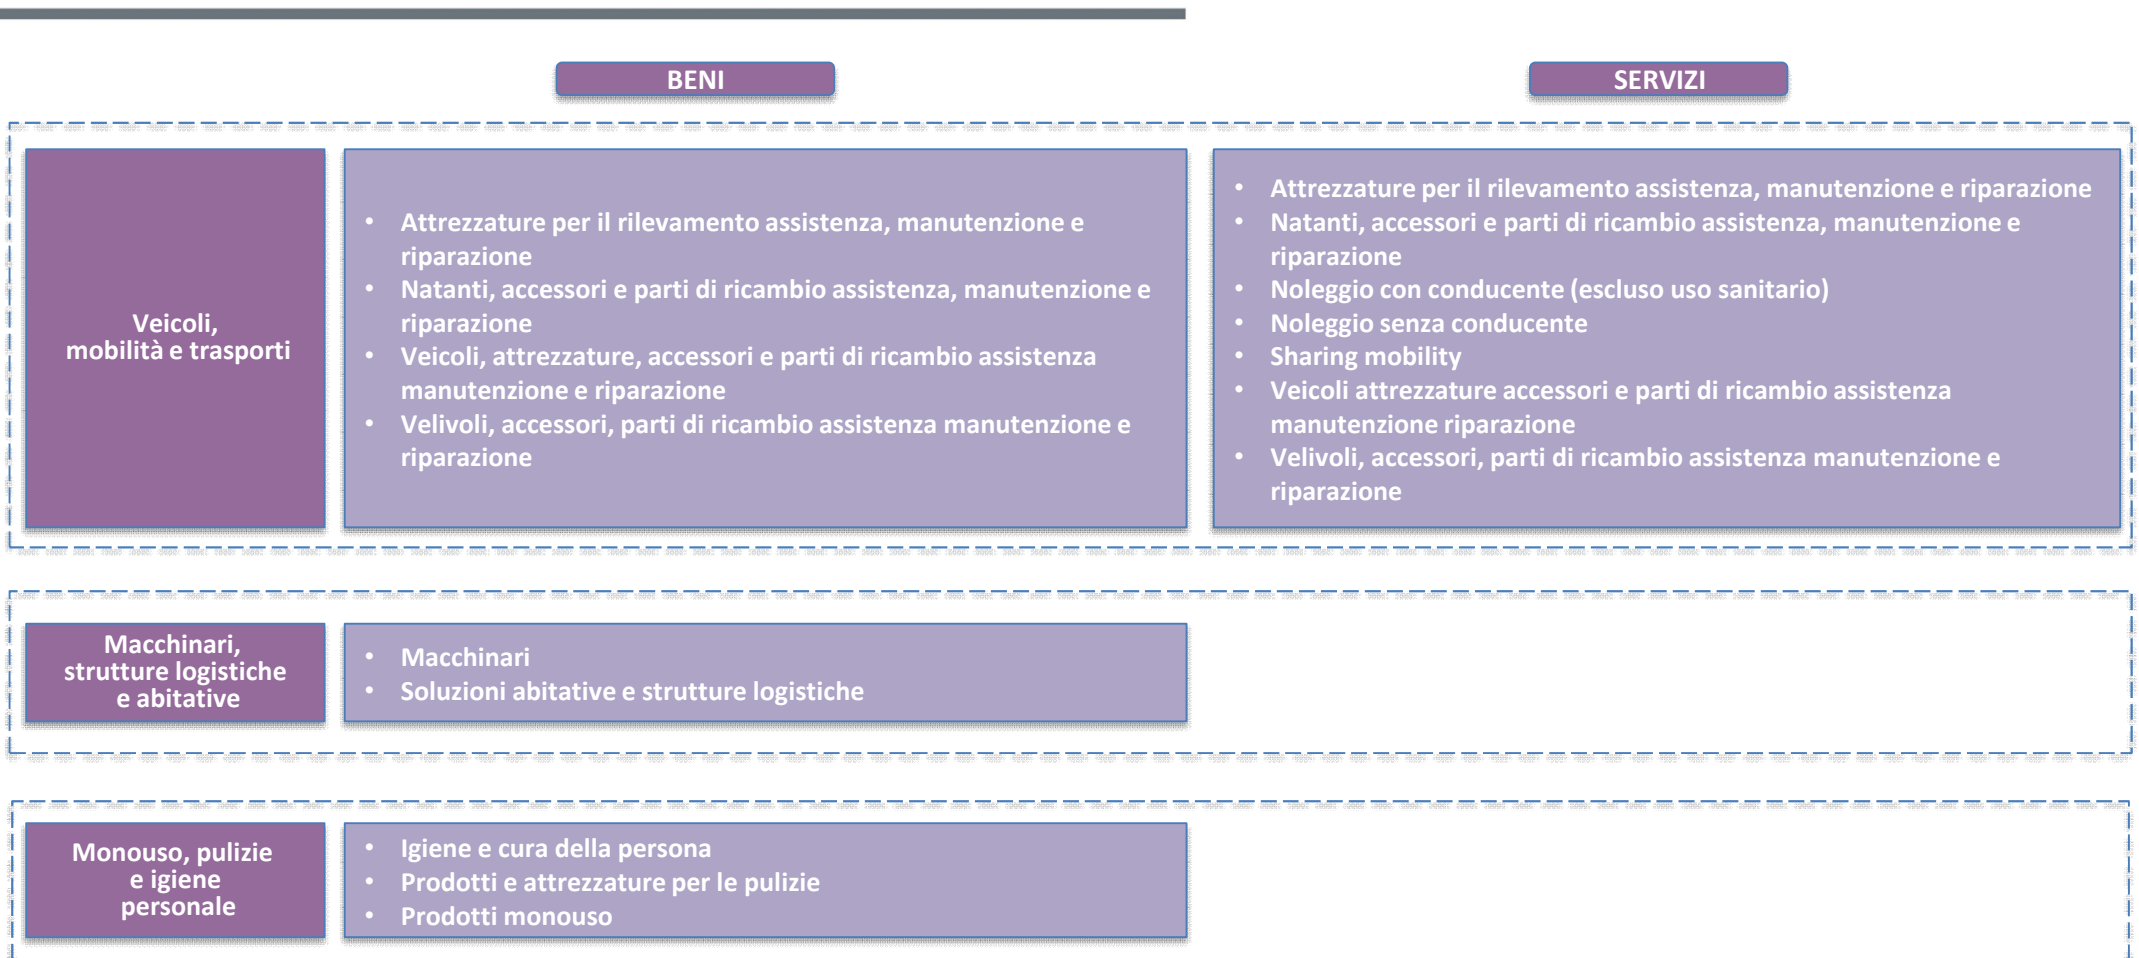 BENI
SERVIZI
Veicoli,
mobilità e trasporti
• Attrezzature per il rilevamento assistenza, manutenzione e
riparazione
• Natanti, accessori e parti di ricambio assistenza, manutenzione e
riparazione
• Veicoli, attrezzature, accessori e parti di ricambio assistenza
manutenzione e riparazione
• Velivoli, accessori, parti di ricambio assistenza manutenzione e
riparazione
• Attrezzature per il rilevamento assistenza, manutenzione e riparazione
• Natanti, accessori e parti di ricambio assistenza, manutenzione e
riparazione
• Noleggio con conducente (escluso uso sanitario)
• Noleggio senza conducente
• Sharing mobility
• Veicoli attrezzature accessori e parti di ricambio assistenza
manutenzione riparazione
• Velivoli, accessori, parti di ricambio assistenza manutenzione e
riparazione
Macchinari,
strutture logistiche
e abitative
• Macchinari
• Soluzioni abitative e strutture logistiche
Monouso, pulizie
e igiene
personale
• Igiene e cura della persona
• Prodotti e attrezzature per le pulizie
• Prodotti monouso